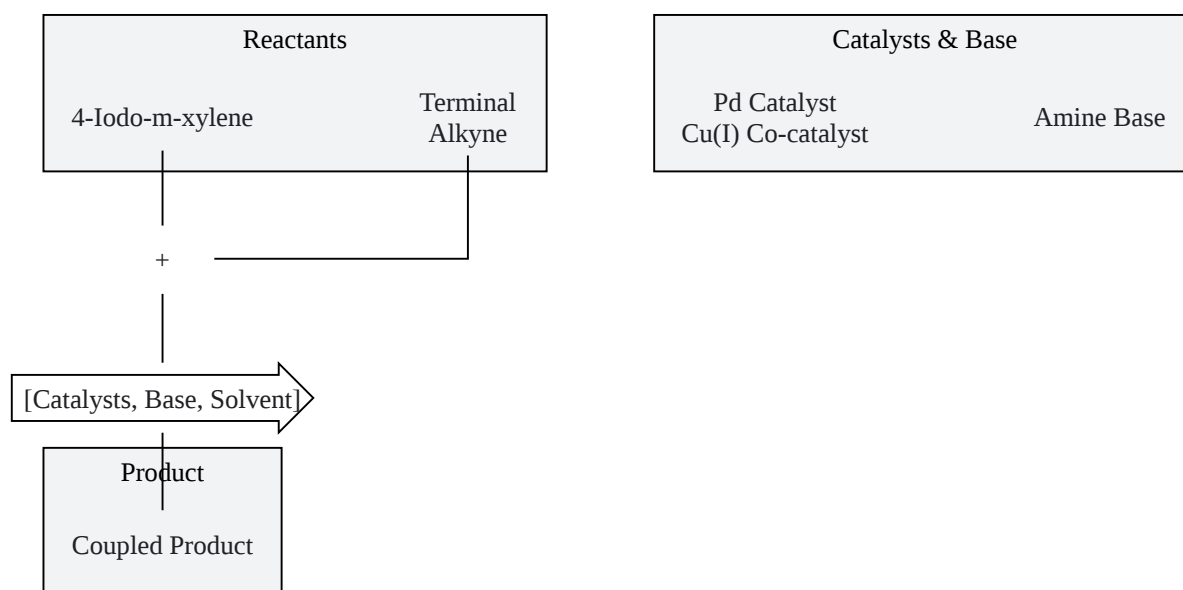 Reactants
4-Iodo-m-xylene
Terminal
Alkyne
Catalysts & Base
Pd Catalyst
Cu(I) Co-catalyst
Amine Base
+
[Catalysts, Base, Solvent]
Product
Coupled Product